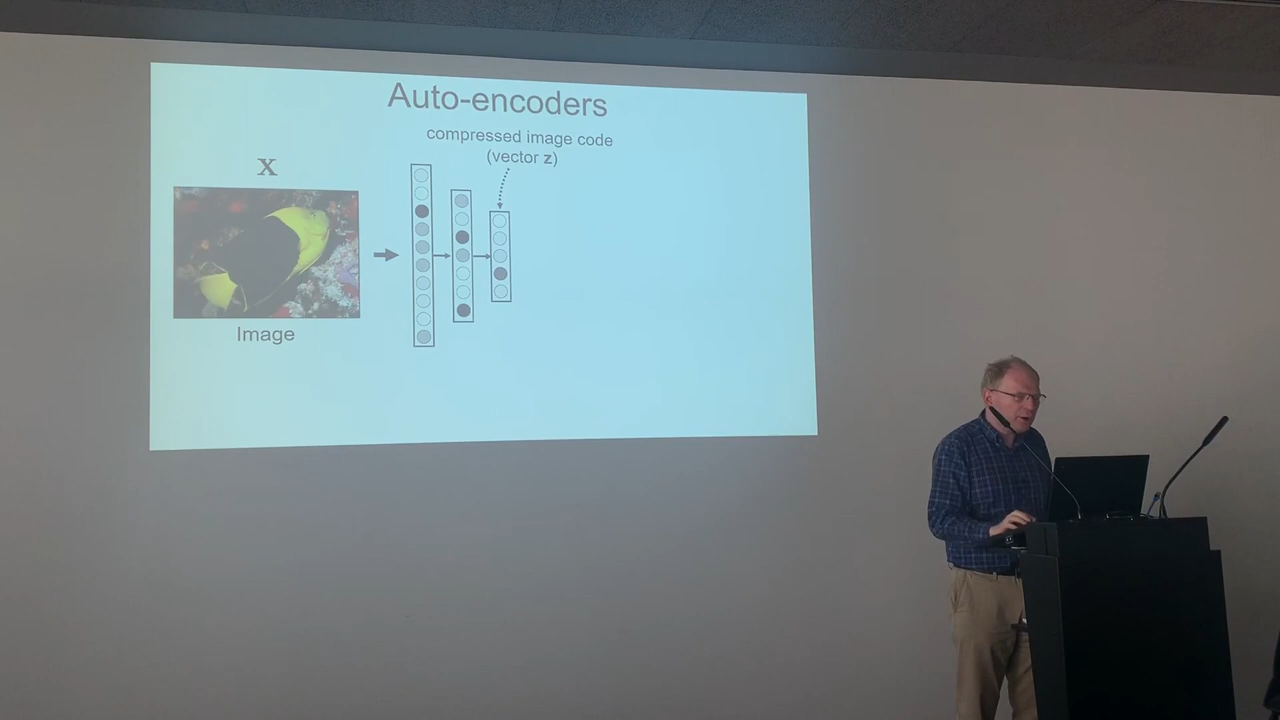 Auto-encoders
compressed image code
(vector z)
x
Image